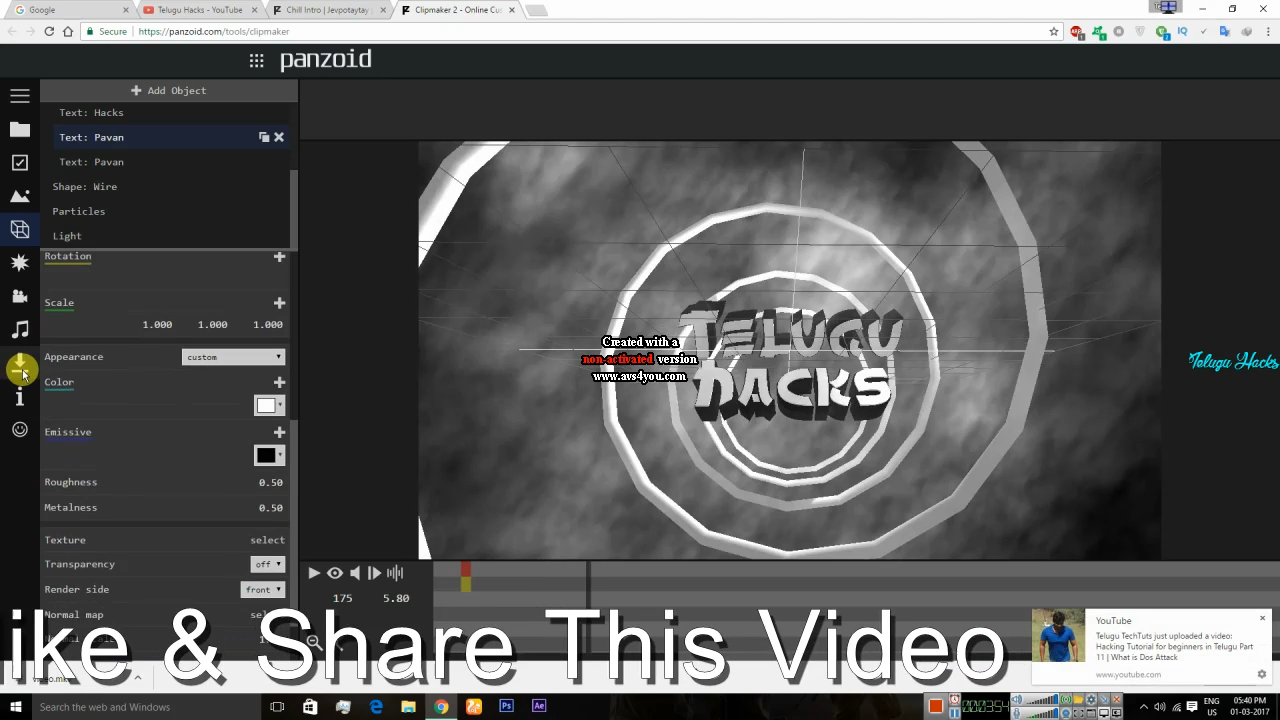 Google
Telugu Hacks - YouTube
Chill Intro | Jevpotaytay
Clipmaker 2 - Online Cu
Secure
https://panzoid.com/tools/clipmaker
panzoid
Add Object
Text: Hacks
Text: Pavan
Text: Pavan
Shape: Wire
Particles
Light
Rotation
Scale
1.000 1.000 1.000
Appearance custom
Color
Emissive
Roughness 0.50
Metalness 0.50
Texture select
Transparency off
Render side front
Normal map
TELUGU
HACKS
Created with a
non-activated version
www.avs4you.com
Telugu Hacks
175 5.80
ike & Share This Video
YouTube
Telugu TechTuts just uploaded a video:
Hacking Tutorial for beginners in Telugu Part
11 | What is Dos Attack
www.youtube.com
Search the web and Windows
Ps
Ae
ENG
US
05:40 PM
01-03-2017